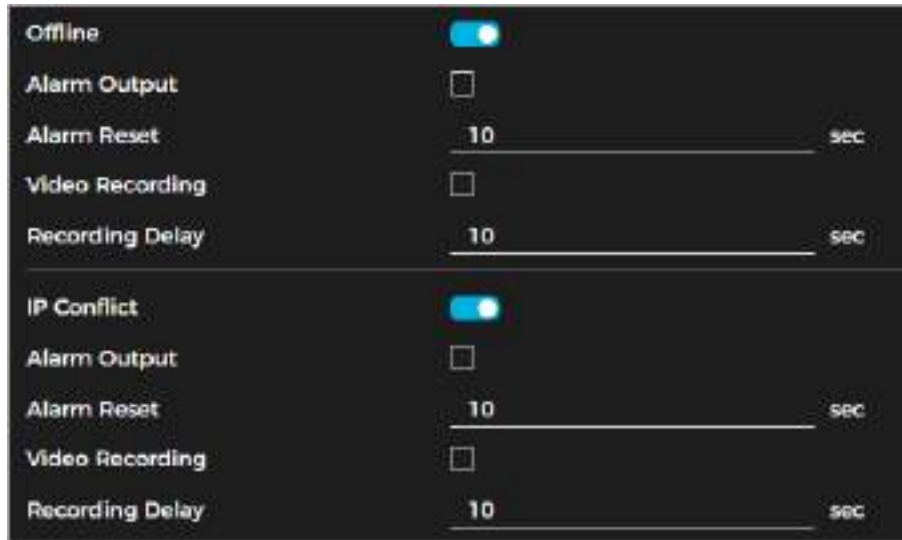 Offline
Alarm Output
Alarm Reset 10 sec
Video Recording
Recording Delay 10 sec
IP Conflict
Alarm Output
Alarm Reset 10 sec
Video Recording
Recording Delay 10 sec